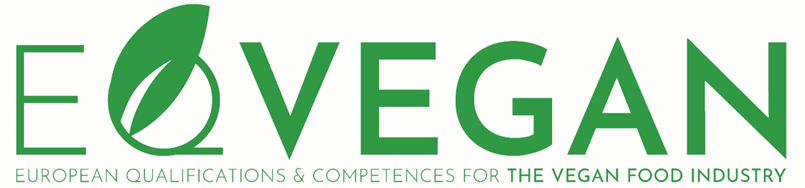 EQVEGAN
EUROPEAN QUALIFICATIONS & COMPETENCES FOR THE VEGAN FOOD INDUSTRY